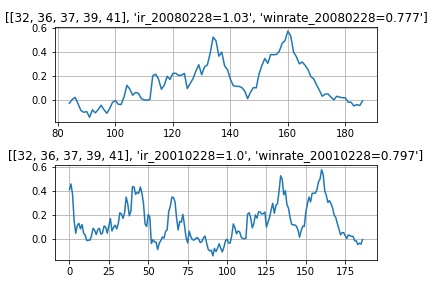 [[32, 36, 37, 39, 41], 'ir_20080228=1.03', 'winrate_20080228=0.777']
0.6
0.4
0.2
0.0
80 100 120 140 160 180
[[32, 36, 37, 39, 41], 'ir_20010228=1.0', 'winrate_20010228=0.797']
0.6
0.4
0.2
0.0
0 25 50 75 100 125 150 175